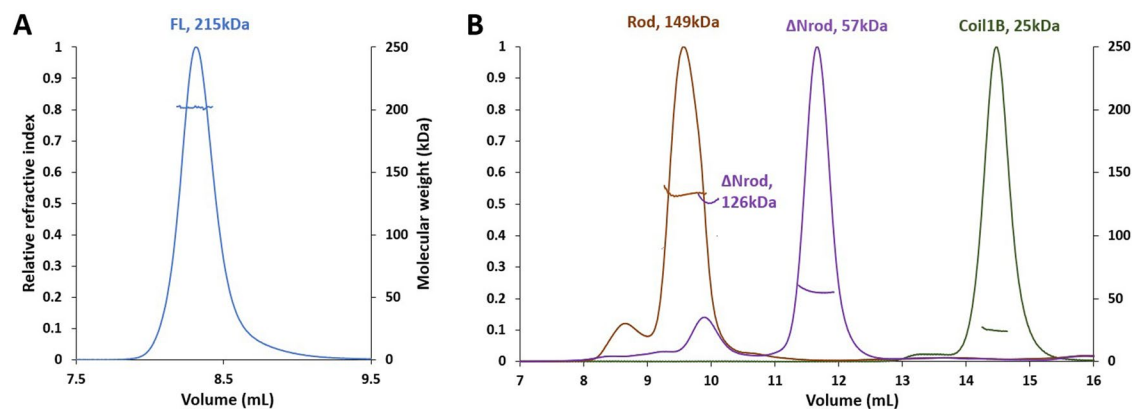 A
FL, 215kDa
Relative refractive index
1
0.9
0.8
0.7
0.6
0.5
0.4
0.3
0.2
0.1
0
250
200
150
100
50
0
Molecular weight (kDa)
7.5 8.5 9.5
Volume (mL)
B
Rod, 149kDa
ΔNrod, 57kDa
Coil1B, 25kDa
ΔNrod,
126kDa
1
0.9
0.8
0.7
0.6
0.5
0.4
0.3
0.2
0.1
0
250
200
150
100
50
0
7 8 9 10 11 12 13 14 15 16
Volume (mL)